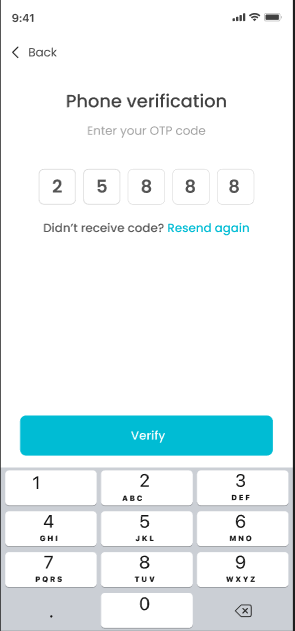 9:41
Back
Phone verification
Enter your OTP code
2 5 8 8 8
Didn't receive code? Resend again
Verify
1 2 3
ABC DEF
4 5 6
GHI JKL MNO
7 8 9
PQRS TUV WXYZ
. 0